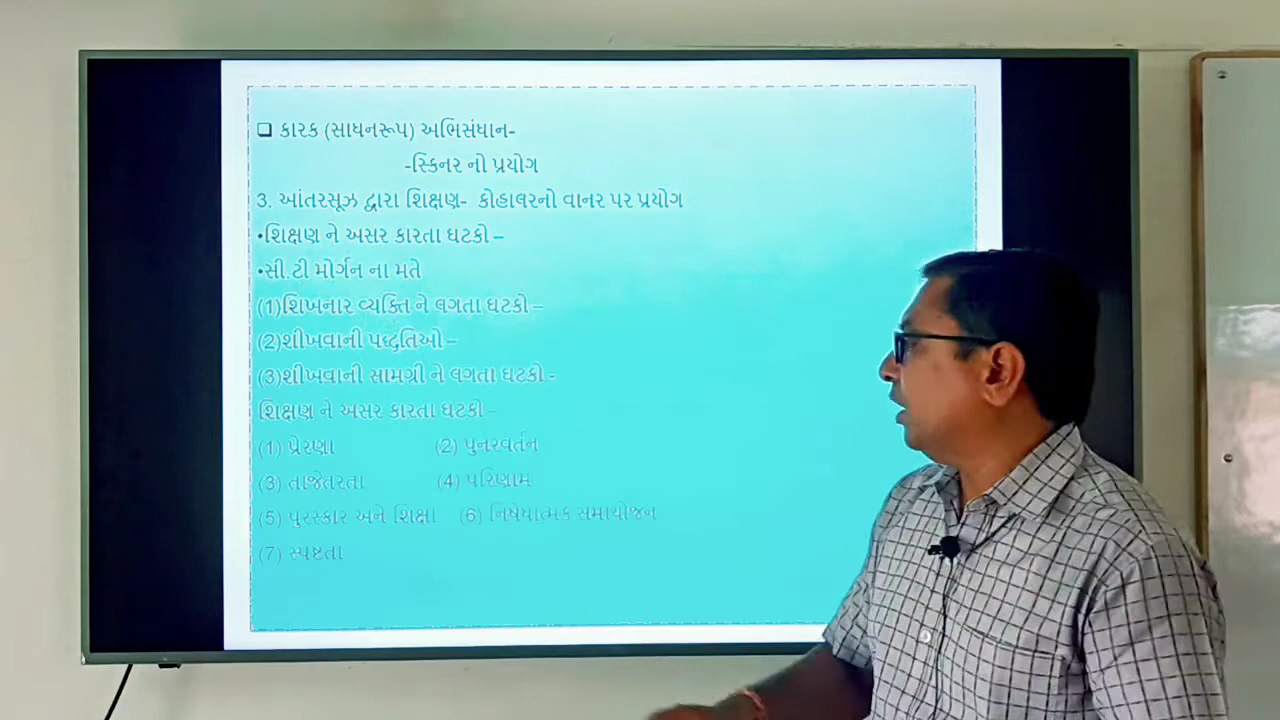 ❑ કારક (સાધનરૂપ) અભિસંધાન-
-સ્કિનર નો પ્રયોગ
3. આંતરસૂઝ દ્વારા શિક્ષણ- કોહાલરનો વાનર પર પ્રયોગ
•શિક્ષણ ને અસર કારતા ઘટકો –
•સી.ટી મોર્ગન ના મતે
(1)શિખનાર વ્યક્તિ ને લગતા ઘટકો –
(2)શીખવાની પદ્ધતિઓ –
(3)શીખવાની સામગ્રી ને લગતા ઘટકો -
શિક્ષણ ને અસર કારતા ઘટકો –
(1) પ્રેરણા (2) પુનરવર્તન
(3) તાજેતરતા (4) પરિણામ
(5) પુરસ્કાર અને શિક્ષા (6) નિષેધાત્મક સમાયોજન
(7) સ્પષ્ટતા